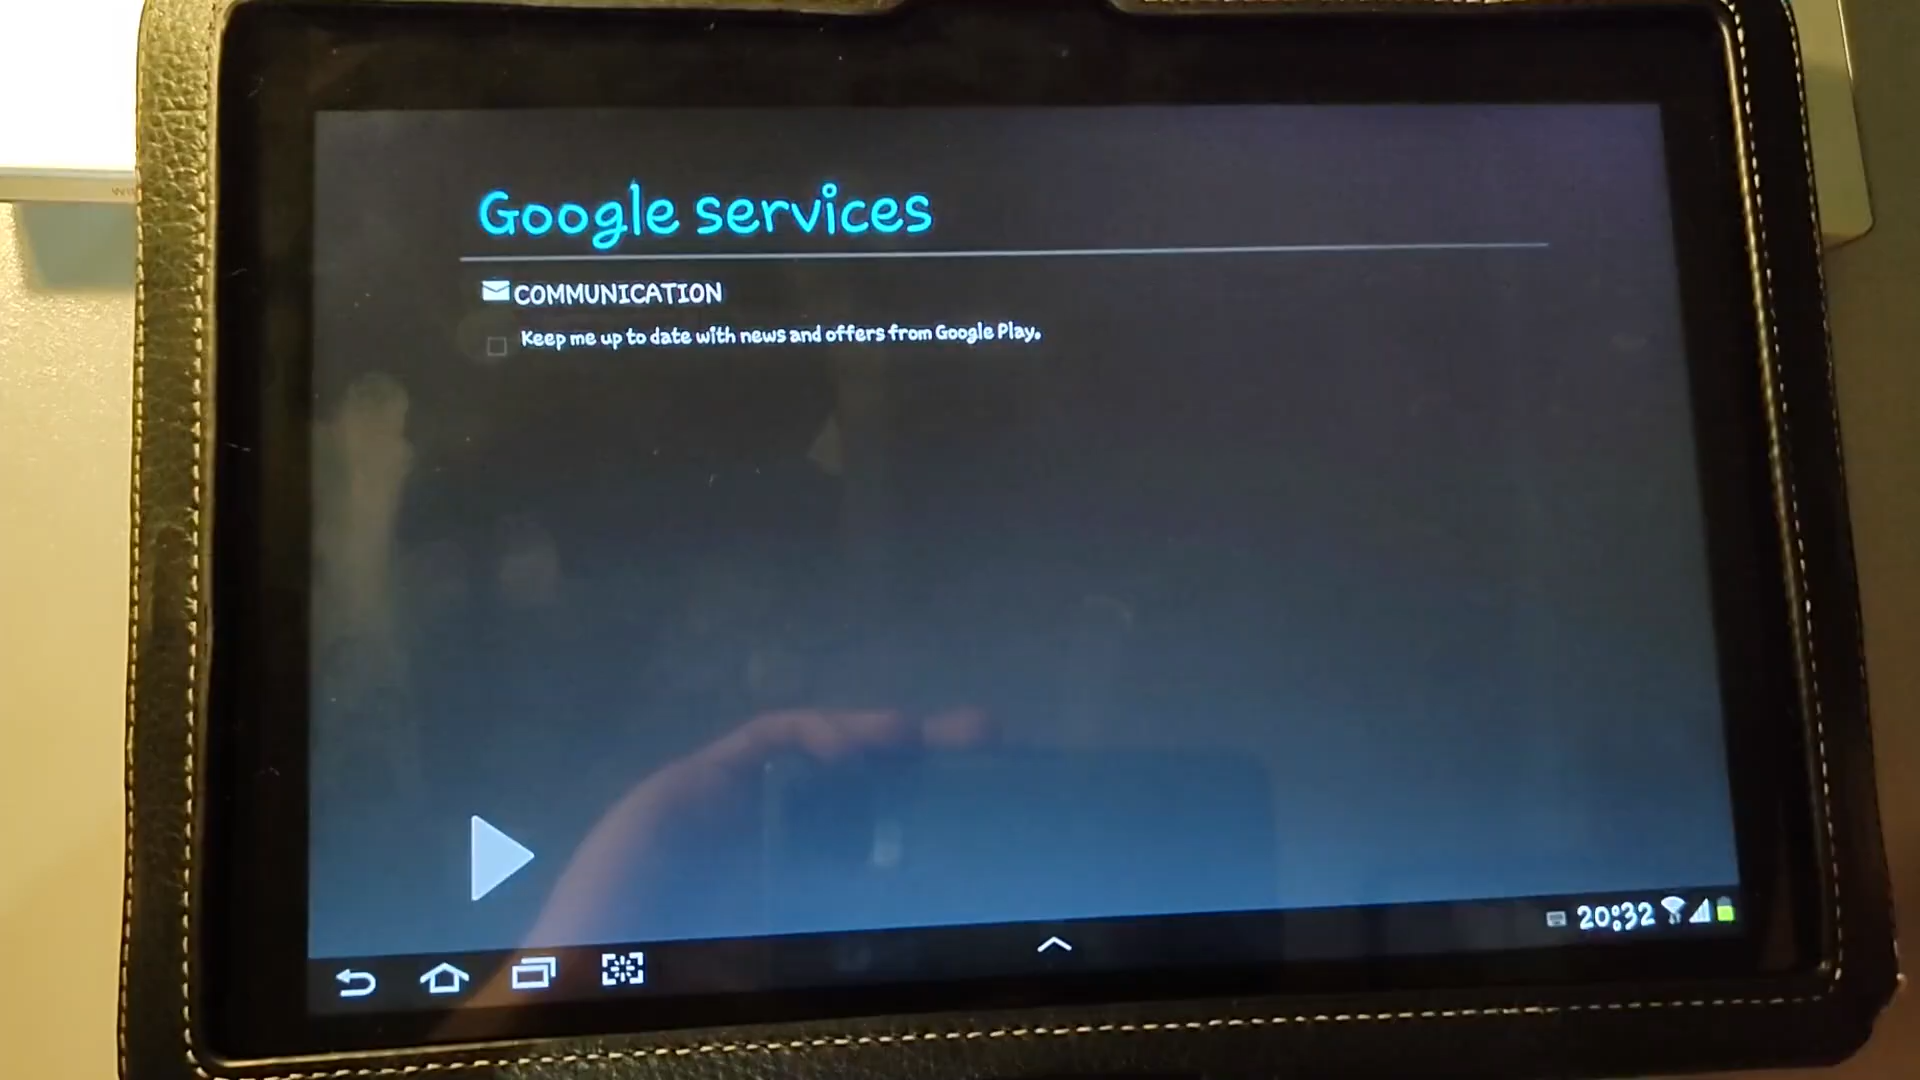 Google services
COMMUNICATION
Keep me up to date with news and offers from Google Play.
20:32